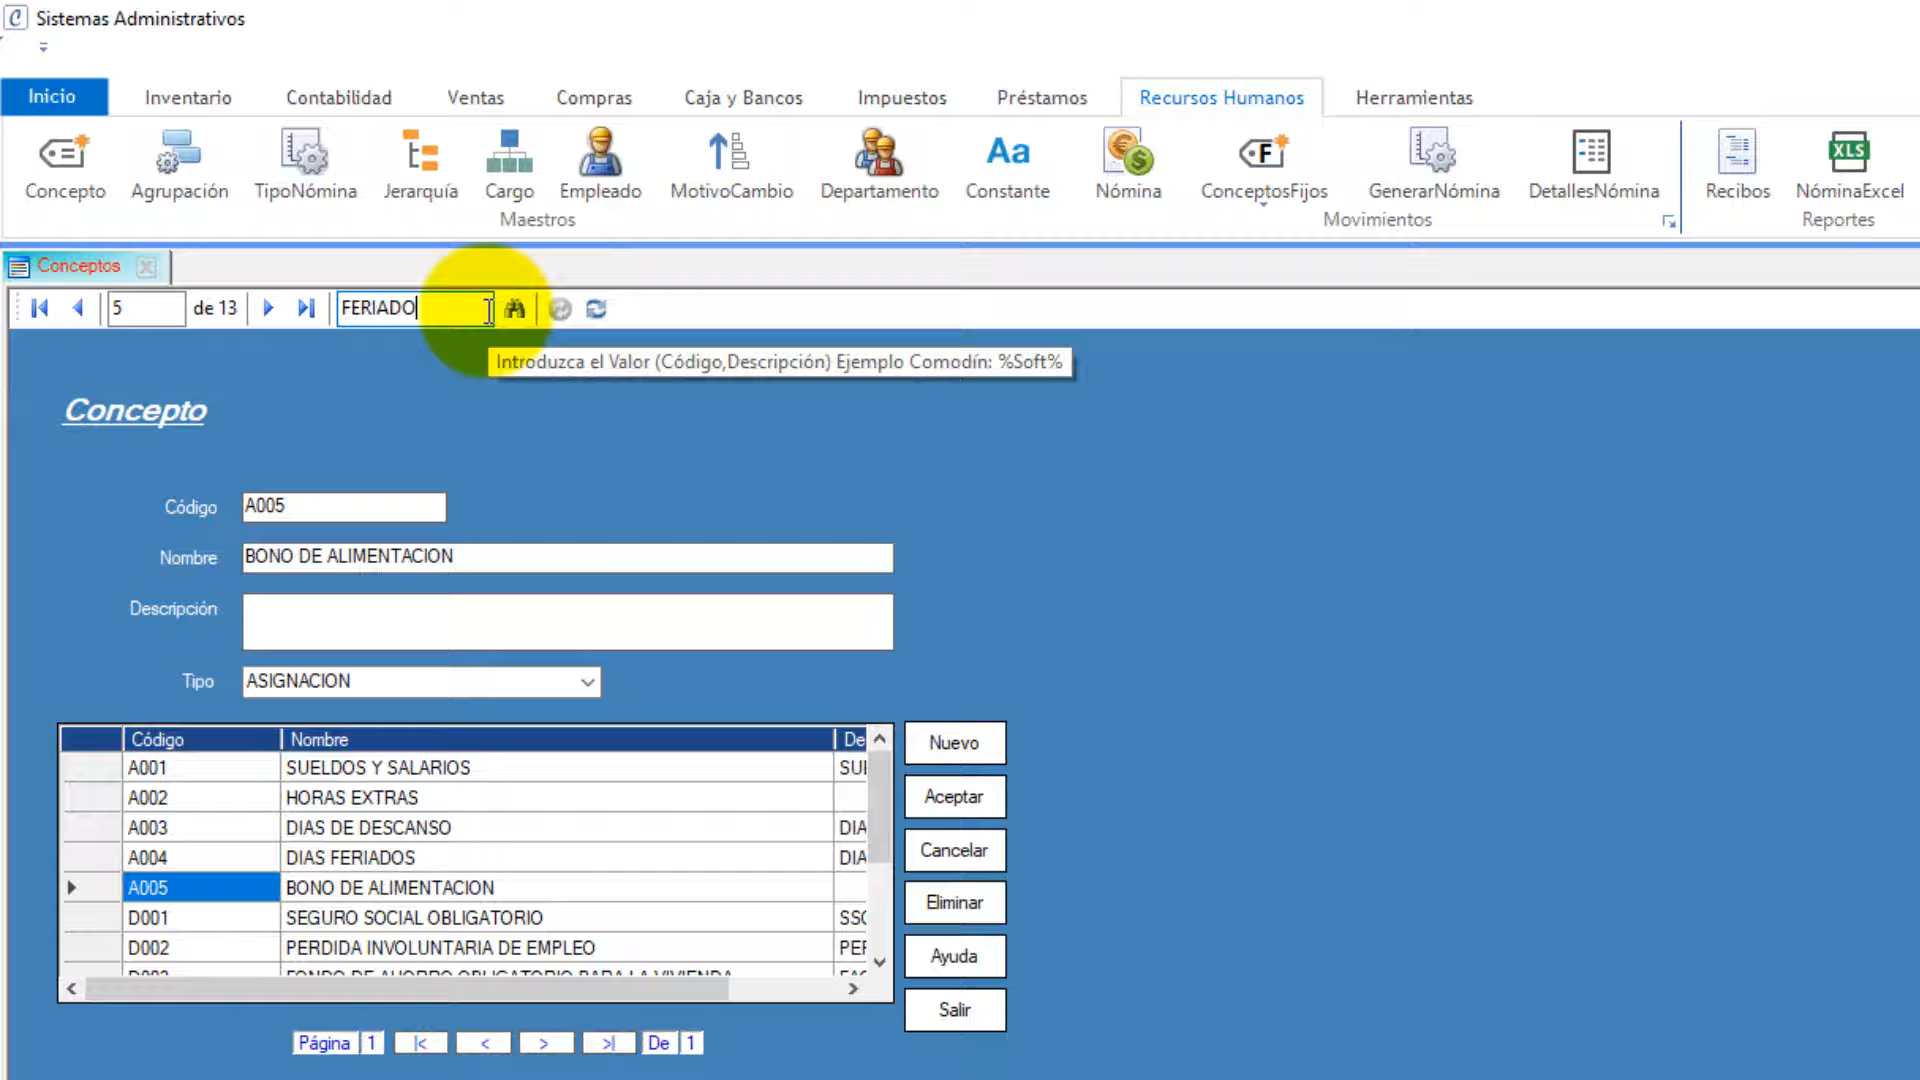 Sistemas Administrativos
Inicio Inventario Contabilidad Ventas Compras Caja y Bancos Impuestos Préstamos Recursos Humanos Herramientas
Concepto Agrupación TipoNómina Jerarquía Cargo Empleado MotivoCambio Departamento Constante Nómina ConceptosFijos GenerarNómina DetallesNómina Recibos NóminaExcel
Maestros Movimientos Reportes
Conceptos
5 de 13 FERIADO
Introduzca el Valor (Código,Descripción) Ejemplo Comodín: %Soft%
Concepto
Código A005
Nombre BONO DE ALIMENTACION
Descripción
Tipo ASIGNACION
Código Nombre De
A001 SUELDOS Y SALARIOS SUE
A002 HORAS EXTRAS
A003 DIAS DE DESCANSO DIA
A004 DIAS FERIADOS DIA
A005 BONO DE ALIMENTACION
D001 SEGURO SOCIAL OBLIGATORIO SSO
D002 PERDIDA INVOLUNTARIA DE EMPLEO PER
D003 FONDO DE AHORRO OBLIGATORIO PARA LA VIVIENDA
Nuevo
Aceptar
Cancelar
Eliminar
Ayuda
Salir
Página 1 |< < > >| De 1